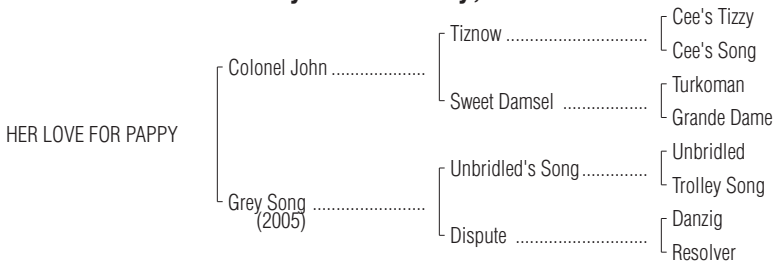 Tiznow ..............................
Cee's Tizzy
Cee's Song
Colonel John ....................
Sweet Damsel ..................
Turkoman
Grande Dame
HER LOVE FOR PAPPY
Unbridled's Song..............
Unbridled
Trolley Song
Grey Song ........................
(2005)
Dispute ............................
Danzig
Resolver